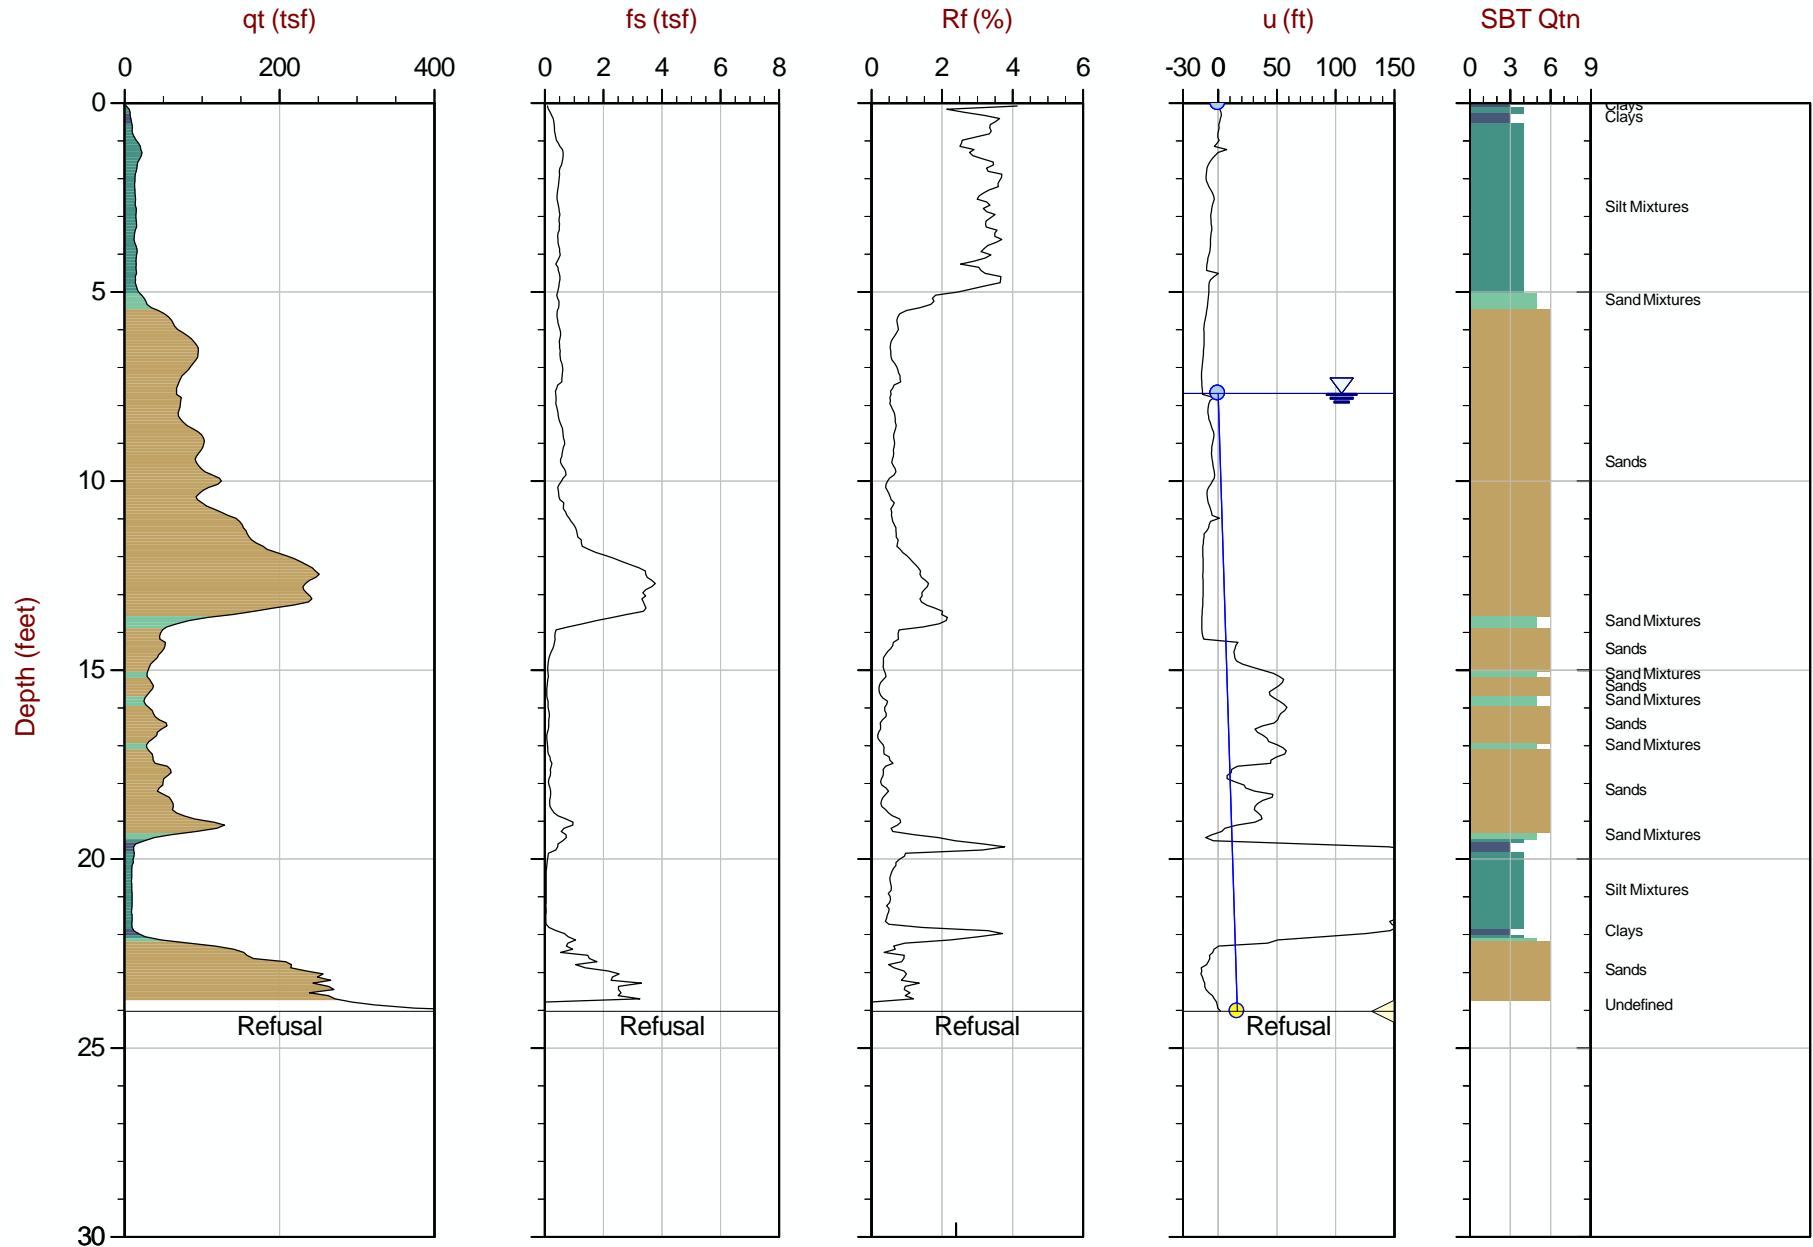 qt (tsf)
fs (tsf)
Rf (%)
u (ft)
SBT Qtn
0 200 400
0 2 4 6 8
0 2 4 6
-30 0 50 100 150
0 3 6 9
0
5
10
15
20
25
30
Depth (feet)
Clays
Clays
Silt Mixtures
Sand Mixtures
Sands
Sand Mixtures
Sands
Sand Mixtures
Sands
Sand Mixtures
Sands
Sand Mixtures
Sands
Sand Mixtures
Silt Mixtures
Clays
Sands
Undefined
Refusal
Refusal
Refusal
Refusal